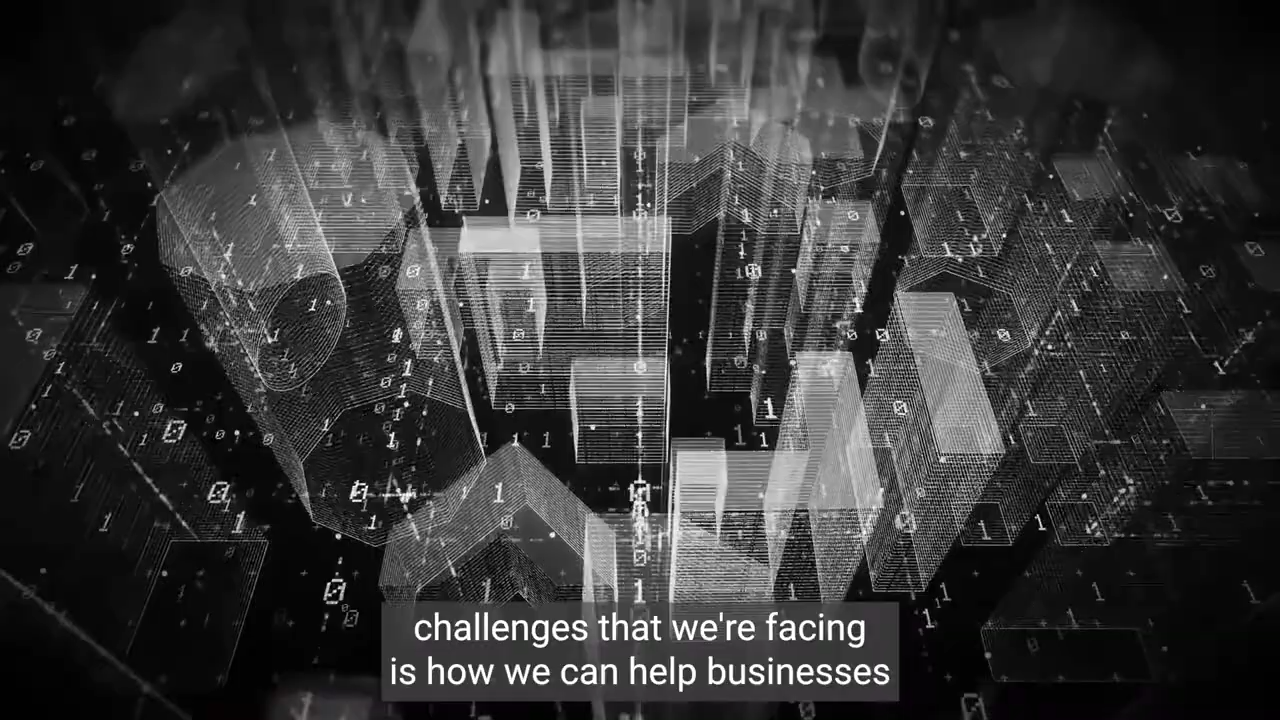 challenges that we're facing
is how we can help businesses